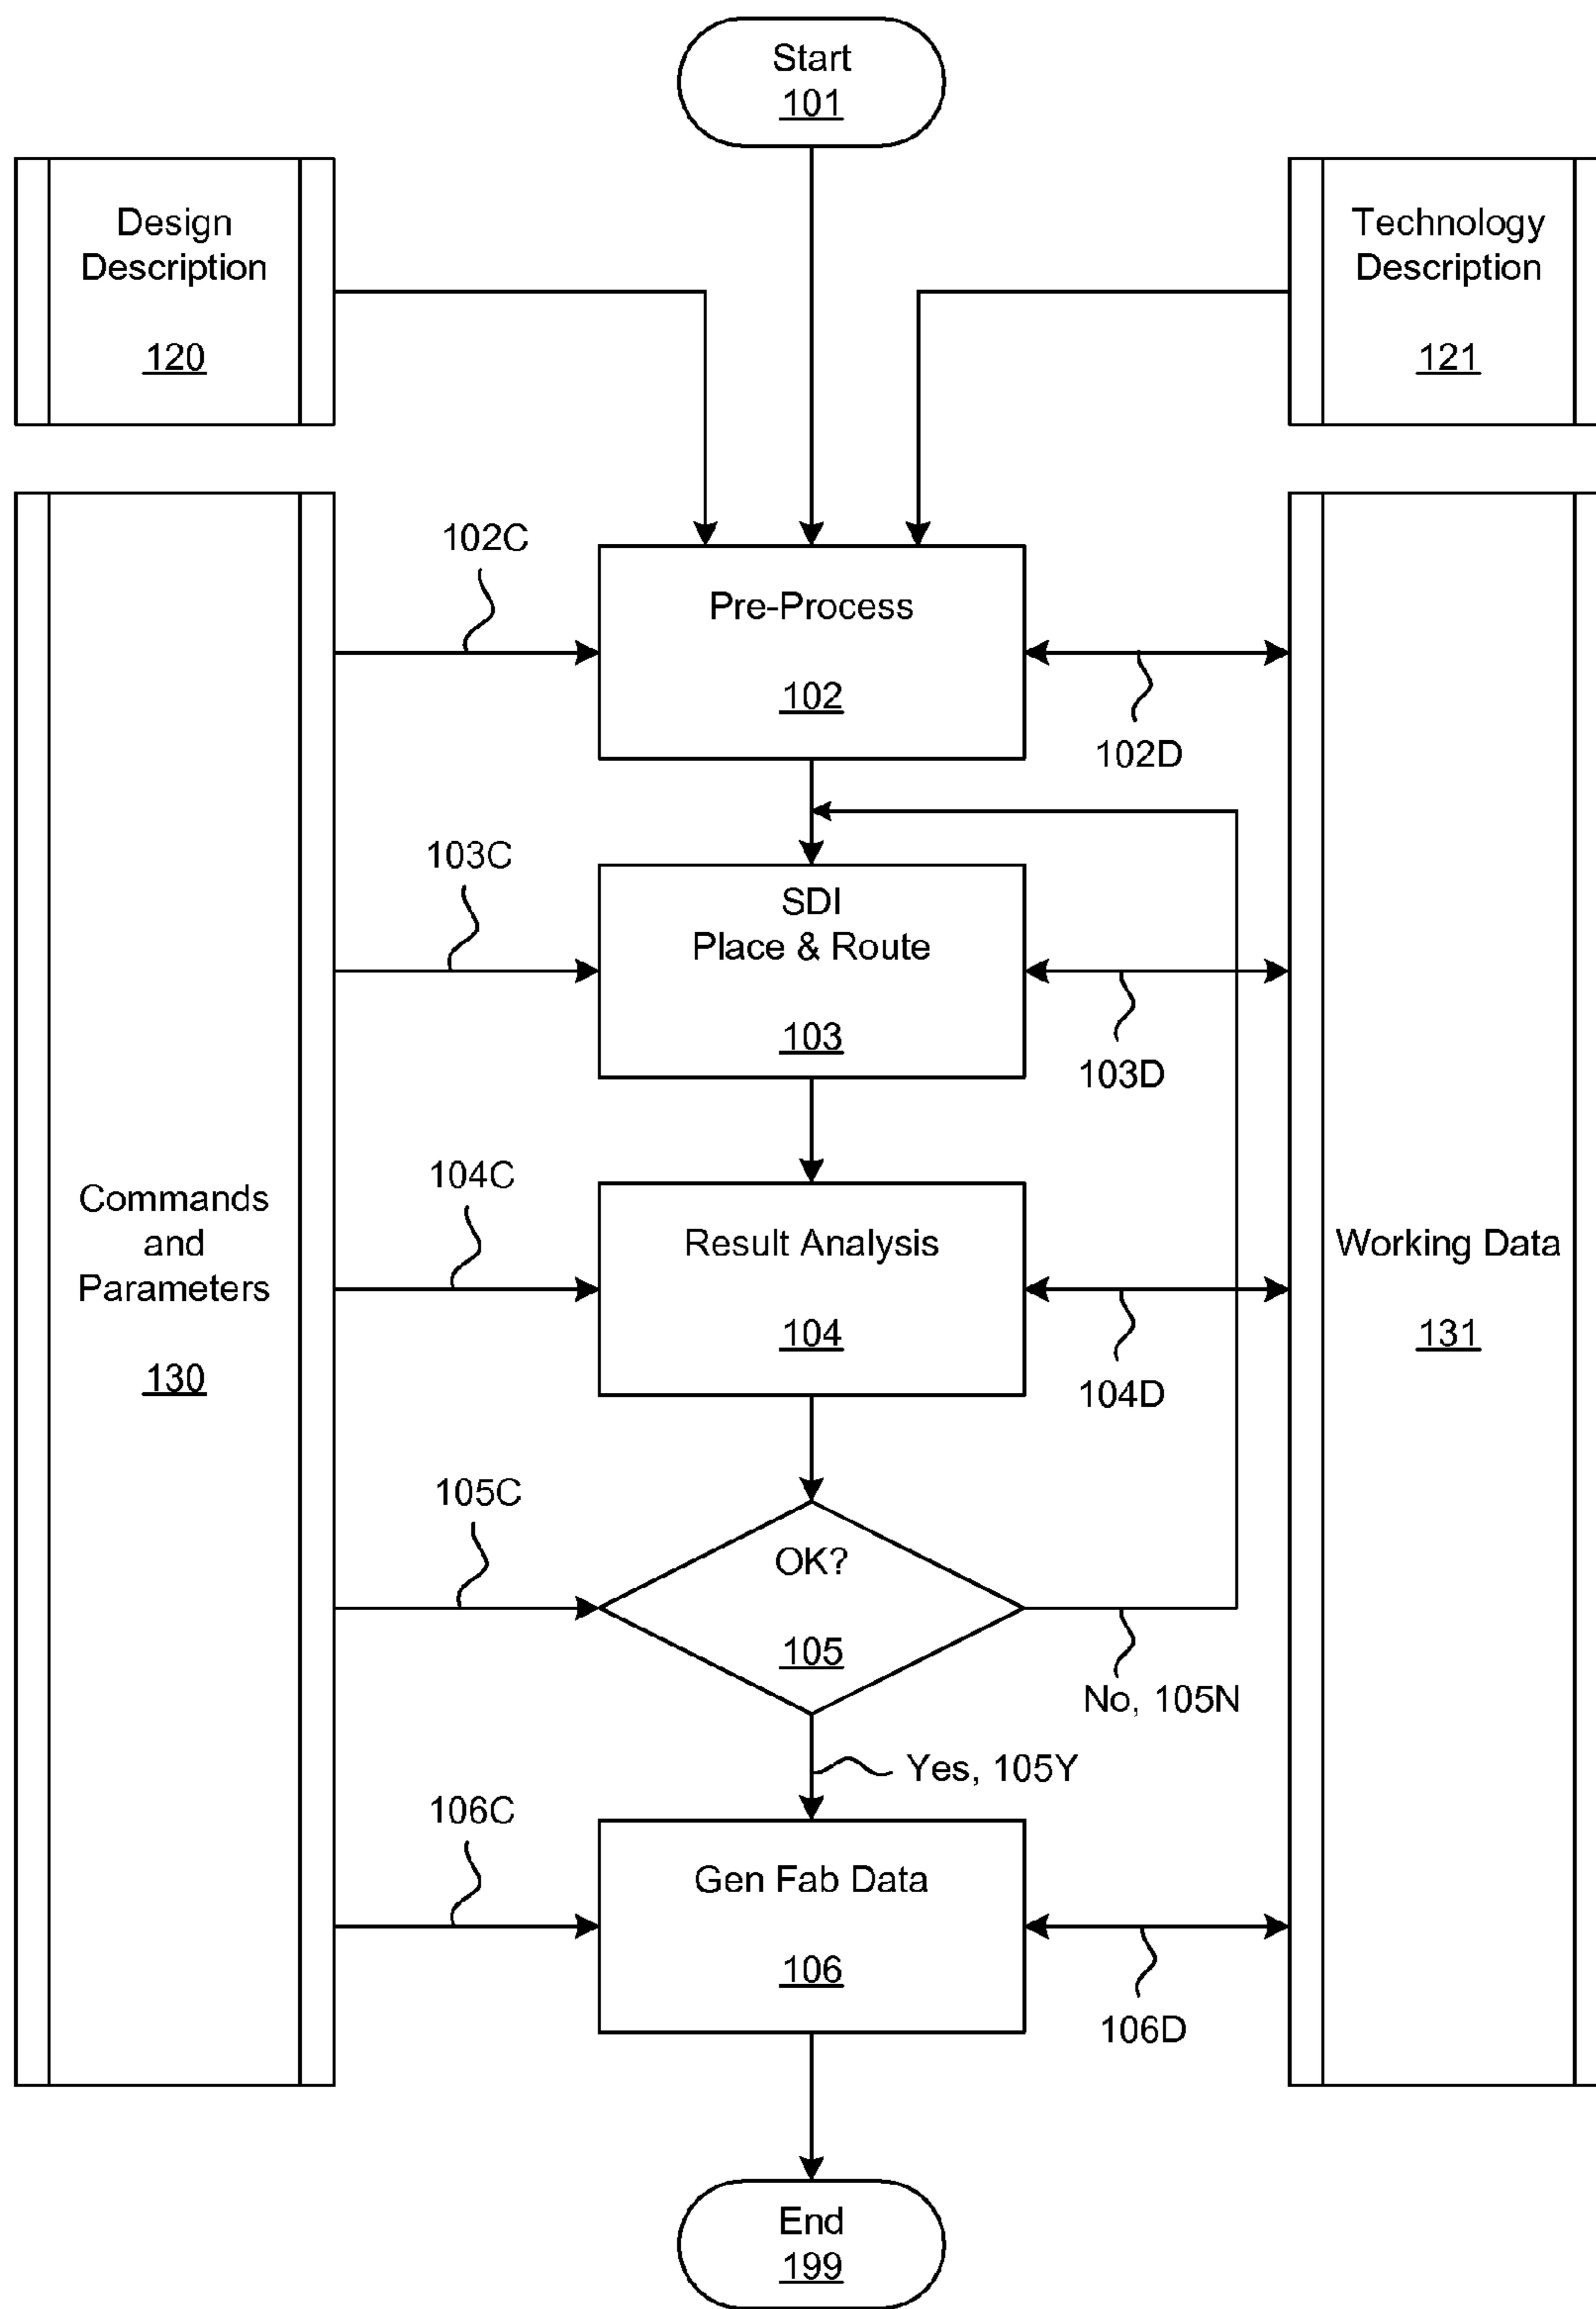 Start
101
Design
Description
120
Technology
Description
121
102C
Pre-Process
102
102D
103C
SDI
Place & Route
103
103D
104C
Result Analysis
104
104D
Commands
and
Parameters
130
Working Data
131
105C
OK?
105
No, 105N
Yes, 105Y
106C
Gen Fab Data
106
106D
End
199